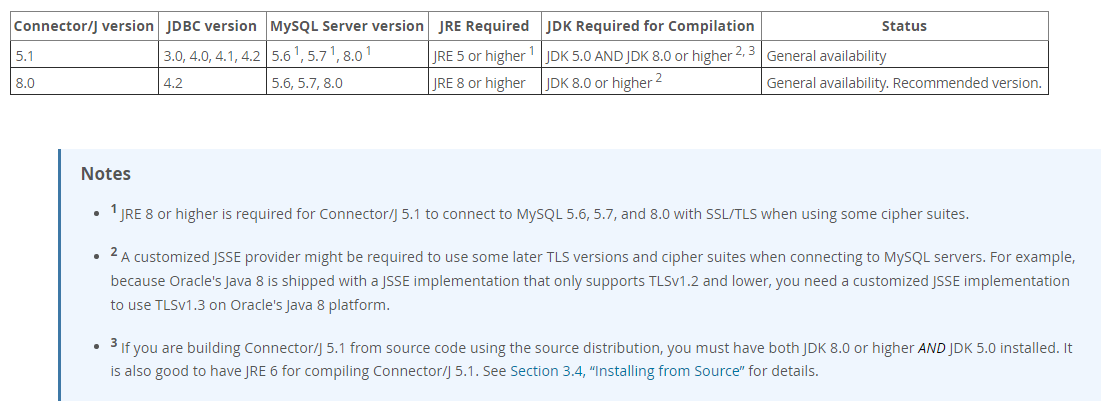 Connector/J version JDBC version MySQL Server version JRE Required JDK Required for Compilation Status
5.1 3.0, 4.0, 4.1, 4.2 5.6 1, 5.7 1, 8.0 1 JRE 5 or higher 1 JDK 5.0 AND JDK 8.0 or higher 2, 3 General availability
8.0 4.2 5.6, 5.7, 8.0 JRE 8 or higher JDK 8.0 or higher 2 General availability. Recommended version.
Notes
• 1 JRE 8 or higher is required for Connector/J 5.1 to connect to MySQL 5.6, 5.7, and 8.0 with SSL/TLS when using some cipher suites.
• 2 A customized JSSE provider might be required to use some later TLS versions and cipher suites when connecting to MySQL servers. For example,
because Oracle's Java 8 is shipped with a JSSE implementation that only supports TLSv1.2 and lower, you need a customized JSSE implementation
to use TLSv1.3 on Oracle's Java 8 platform.
• 3 If you are building Connector/J 5.1 from source code using the source distribution, you must have both JDK 8.0 or higher AND JDK 5.0 installed. It
is also good to have JRE 6 for compiling Connector/J 5.1. See Section 3.4, “Installing from Source” for details.